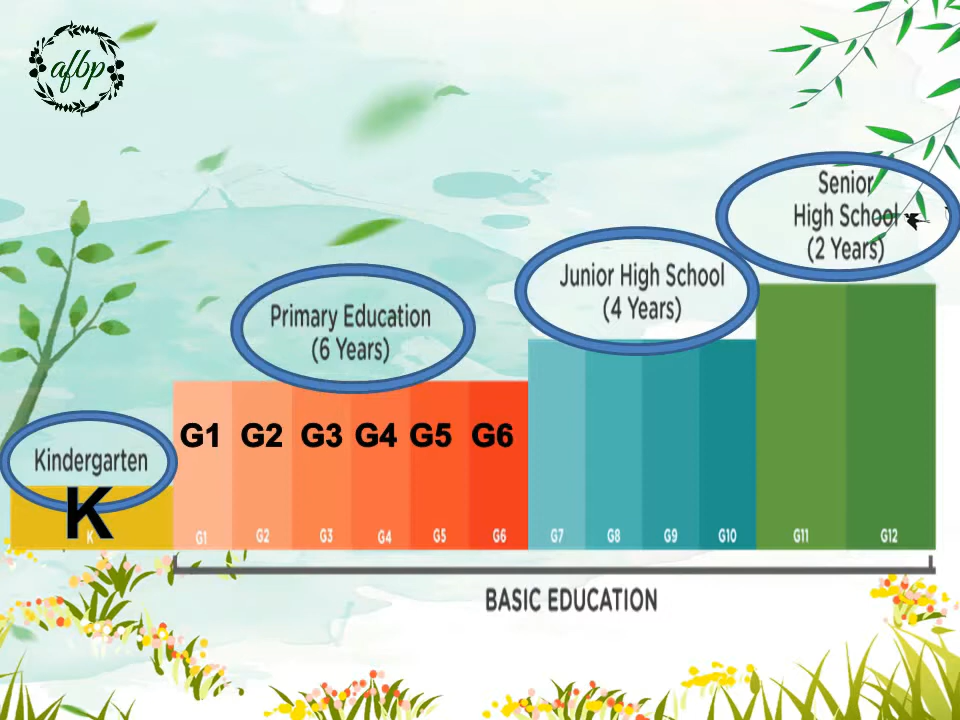 afbp
Senior
High School
(2 Years)
Junior High School
(4 Years)
Primary Education
(6 Years)
Kindergarten
G1 G2 G3 G4 G5 G6
K
K G1 G2 G3 G4 G5 G6 G7 G8 G9 G10 G11 G12
BASIC EDUCATION